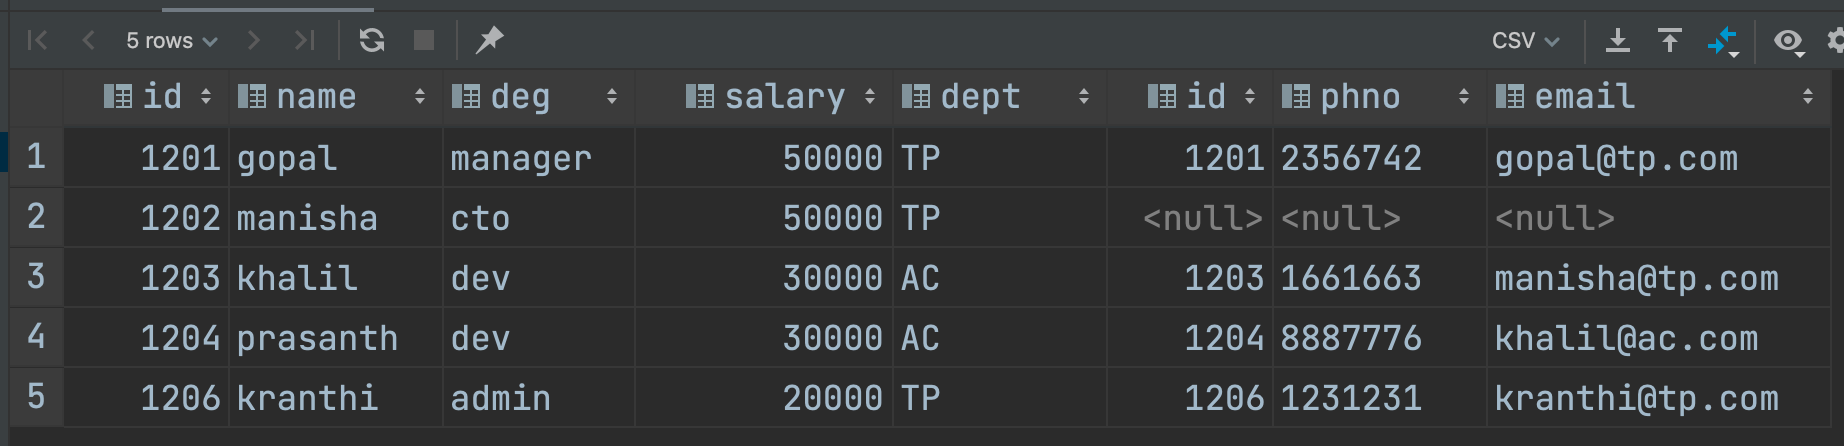 5 rows CSV
id name deg salary dept id phno email
1 1201 gopal manager 50000 TP 1201 2356742 gopal@tp.com
2 1202 manisha cto 50000 TP <null> <null> <null>
3 1203 khalil dev 30000 AC 1203 1661663 manisha@tp.com
4 1204 prasanth dev 30000 AC 1204 8887776 khalil@ac.com
5 1206 kranthi admin 20000 TP 1206 1231231 kranthi@tp.com